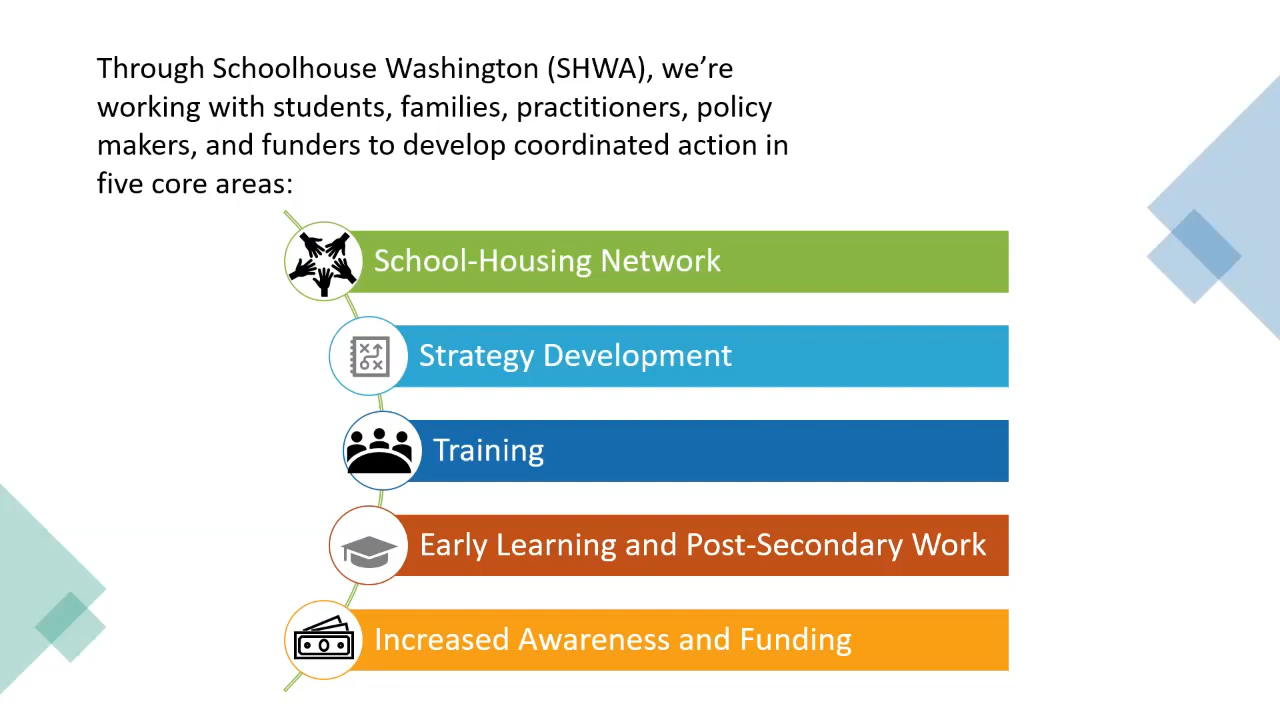 Through Schoolhouse Washington (SHWA), we’re
working with students, families, practitioners, policy
makers, and funders to develop coordinated action in
five core areas:
School-Housing Network
Strategy Development
Training
Early Learning and Post-Secondary Work
Increased Awareness and Funding